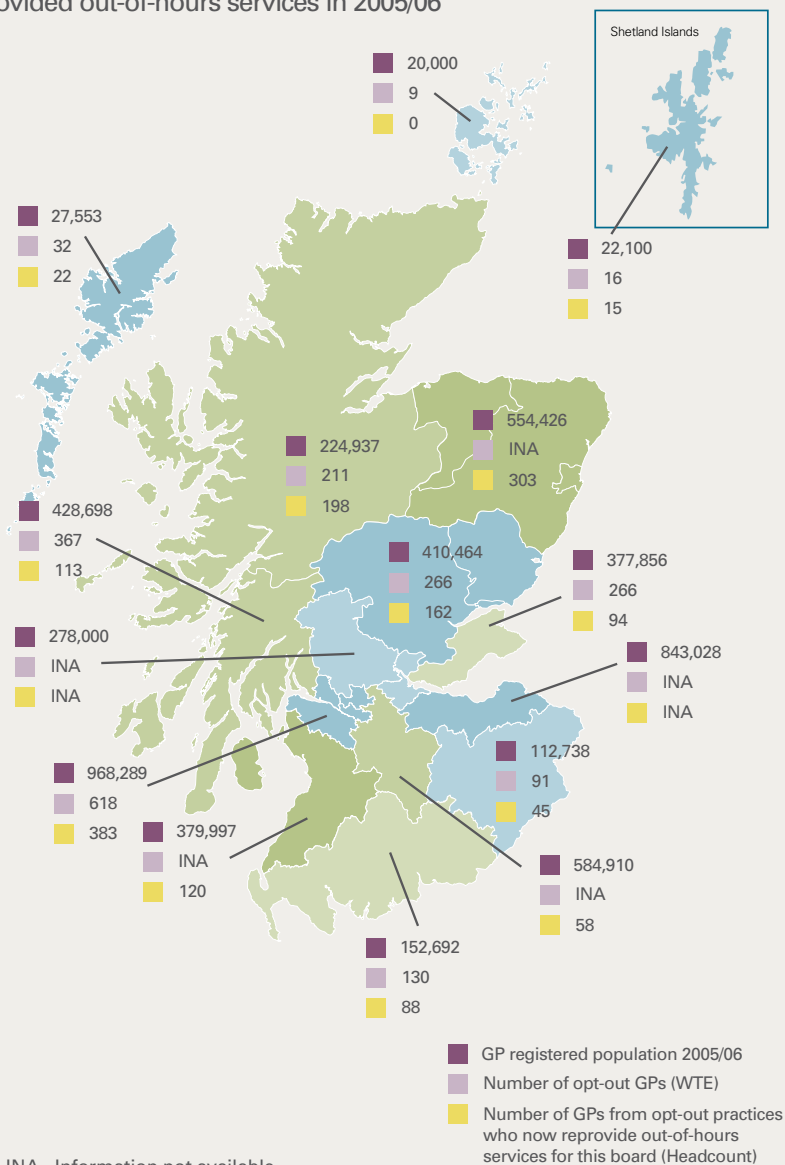 ovided out-of-hours services in 2005/06
Shetland Islands
20,000
9
0
27,553
32
22
22,100
16
15
224,937
211
198
554,426
INA
303
428,698
367
113
410,464
266
162
377,856
266
94
278,000
INA
INA
843,028
INA
INA
112,738
91
45
968,289
618
383
379,997
INA
120
584,910
INA
58
152,692
130
88
GP registered population 2005/06
Number of opt-out GPs (WTE)
Number of GPs from opt-out practices
who now reprovide out-of-hours
services for this board (Headcount)
INA - Information not available